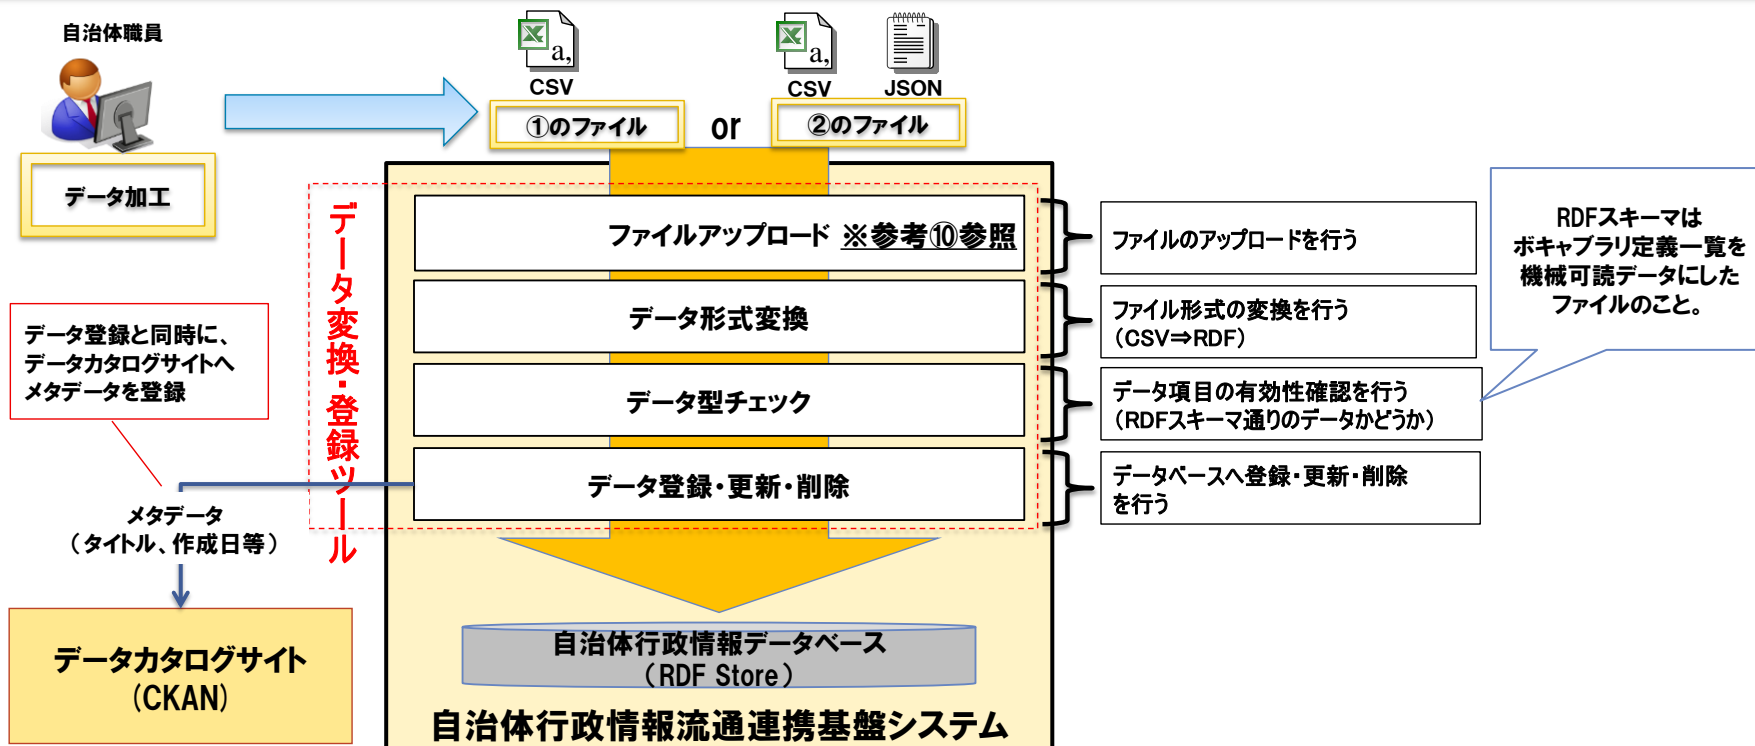 自治体職員
データ加工
a,
CSV
①のファイル
or
a,
CSV
JSON
②のファイル
データ変換・登録ツール
ファイルアップロード ※参考⑩参照
データ形式変換
データ型チェック
データ登録・更新・削除
ファイルのアップロードを行う
ファイル形式の変換を行う
(CSV⇒RDF)
データ項目の有効性確認を行う
(RDFスキーマ通りのデータかどうか)
データベースへ登録・更新・削除
を行う
RDFスキーマは
ボキャブラリ定義一覧を
機械可読データにした
ファイルのこと。
データ登録と同時に、
データカタログサイトへ
メタデータを登録
メタデータ
(タイトル、作成日等)
データカタログサイト
(CKAN)
自治体行政情報データベース
(RDF Store)
自治体行政情報流通連携基盤システム